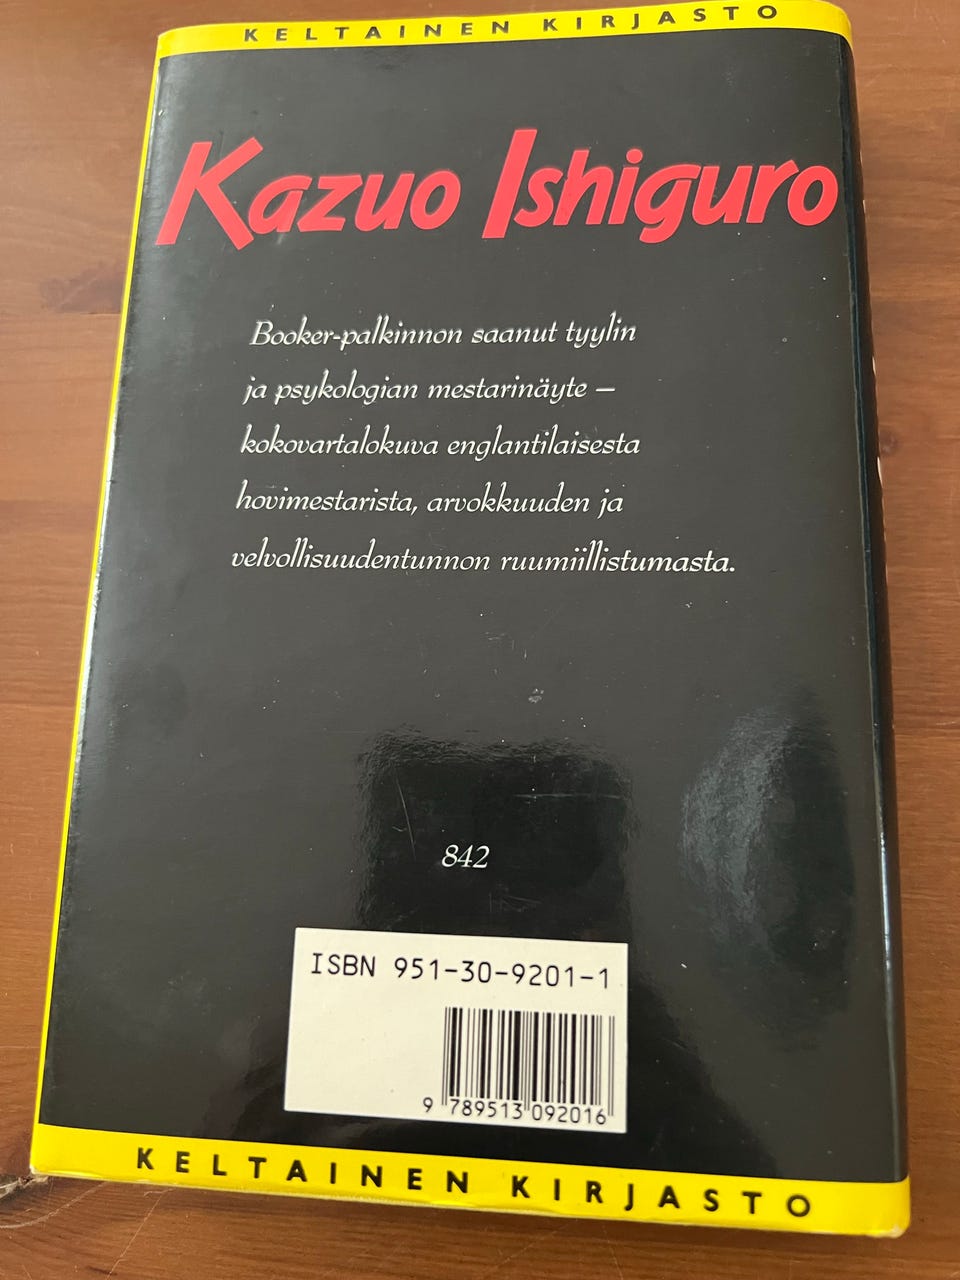 KELTAINEN KIRJASTO
Kazuo Ishiguro
Booker-palkinnon saanut tyylin
ja psykologian mestarinäyte –
kokovartalokuva englantilaisesta
hovimestarista, arvokkuuden ja
velvollisuudentunnon ruumiillistumasta.
842
ISBN 951-30-9201-1
9 789513 092016
KELTAINEN KIRJASTO